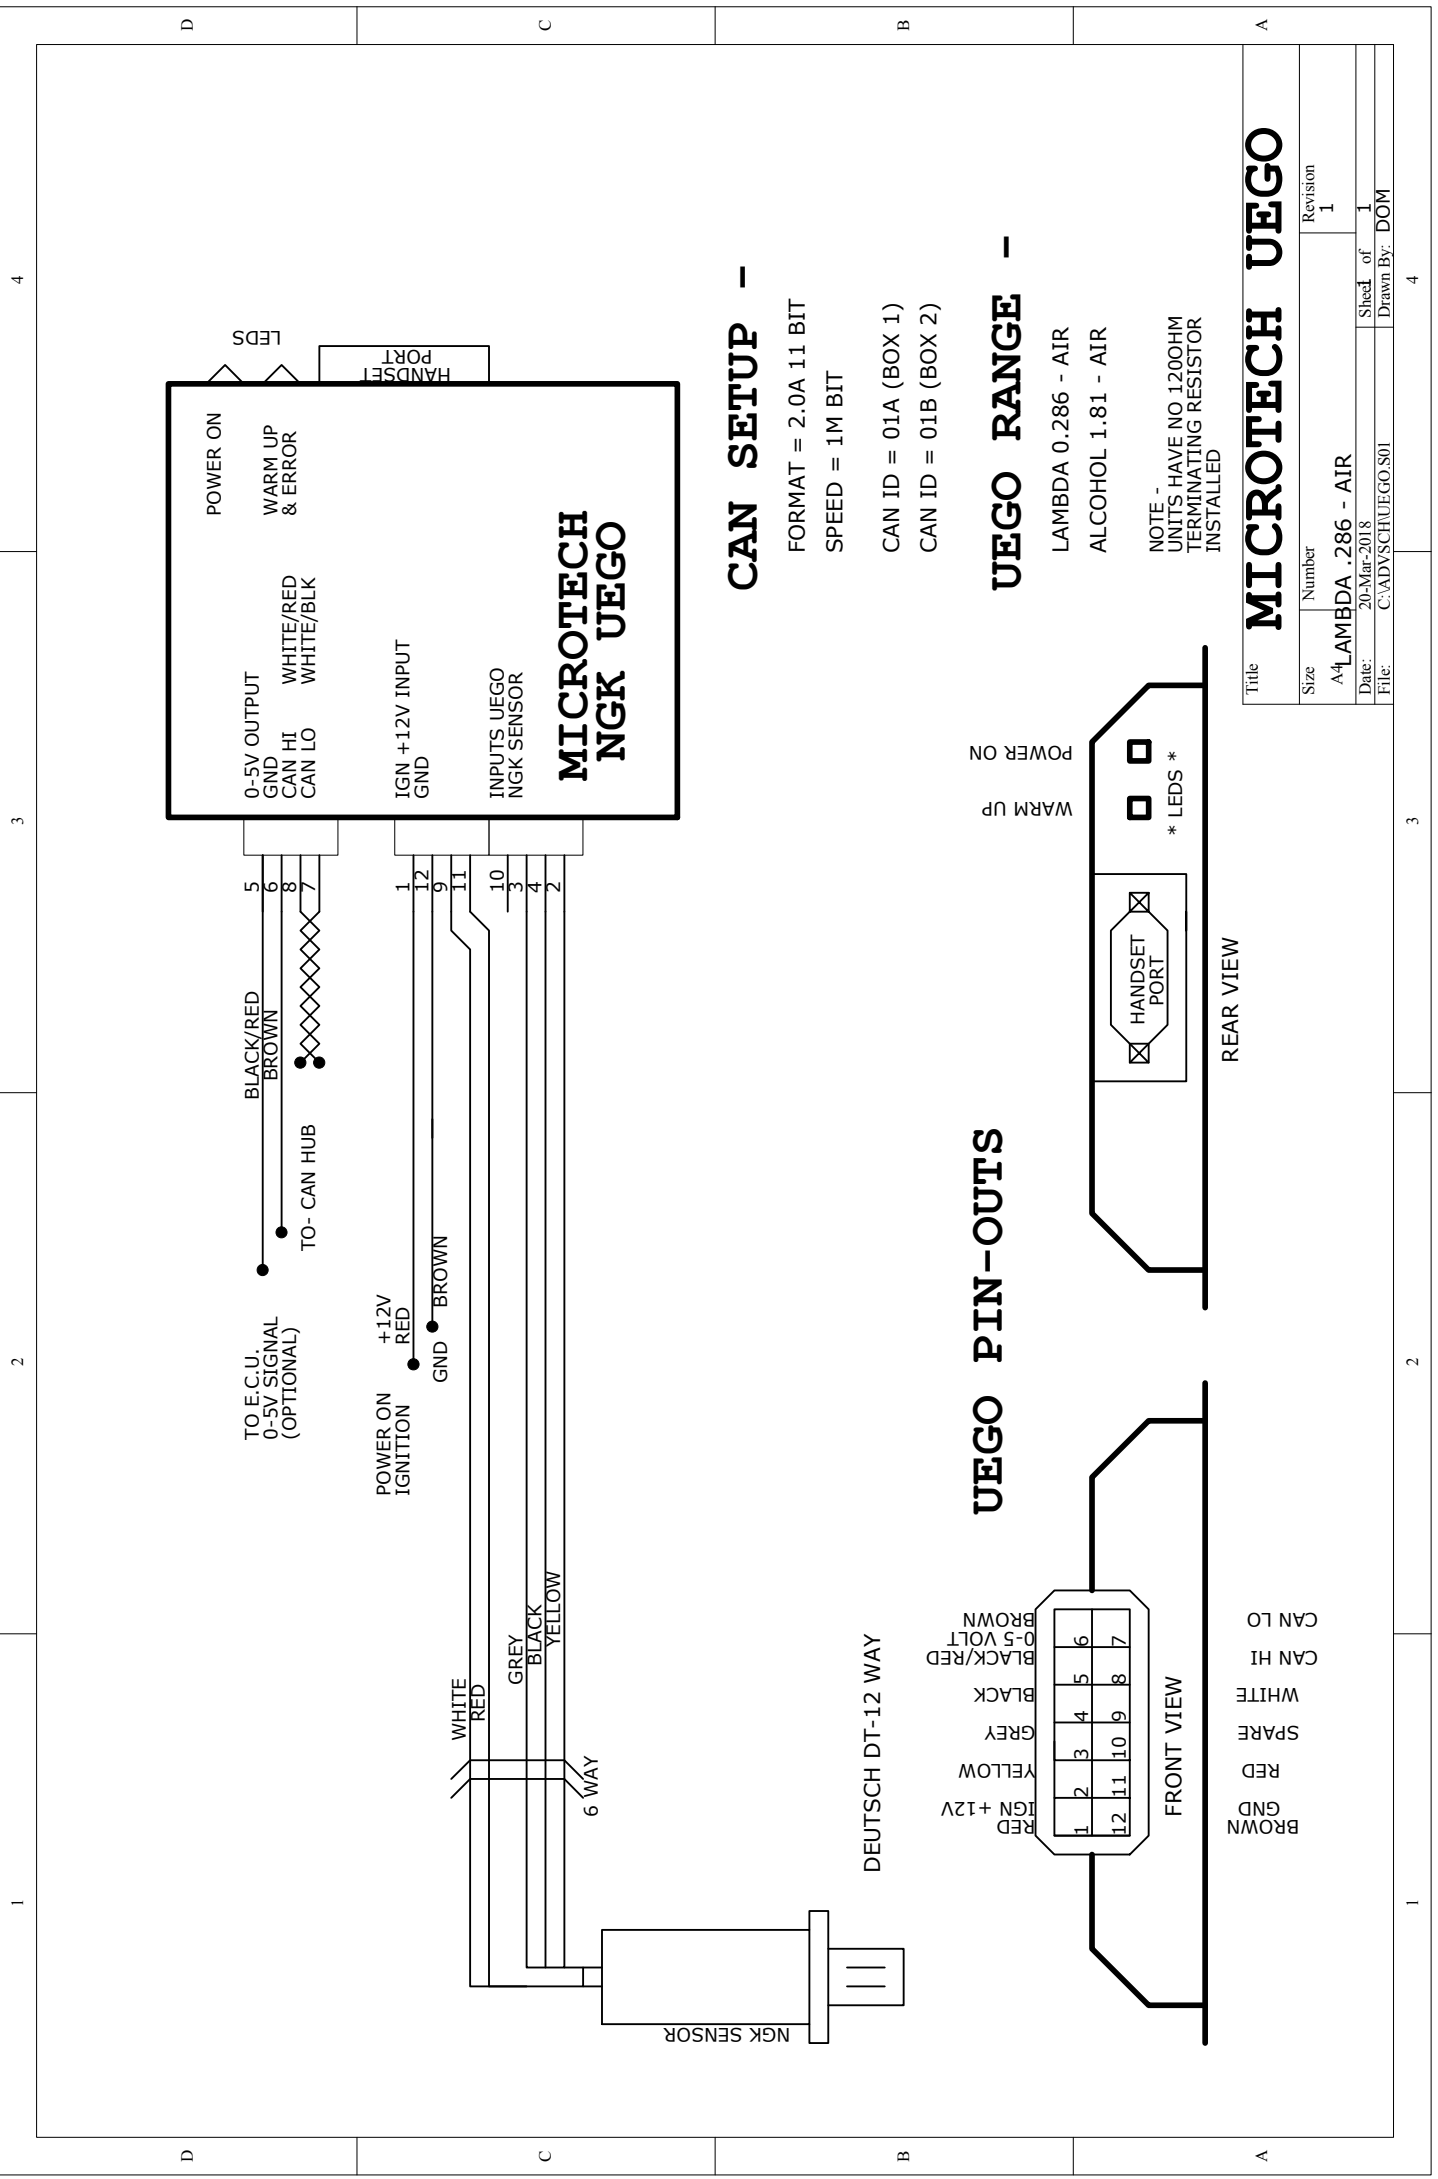 1
2
3
4
D
C
B
A
TO E.C.U.
0-5V SIGNAL
(OPTIONAL)
BLACK/RED
BROWN
TO- CAN HUB
5
6
8
7
0-5V OUTPUT
GND
CAN HI WHITE/RED
CAN LO WHITE/BLK
POWER ON
WARM UP
& ERROR
LEDS
HANDSET
PORT
POWER ON
IGNITION
+12V
RED
GND
BROWN
1
12
9
11
IGN +12V INPUT
GND
WHITE
RED
GREY
BLACK
YELLOW
6 WAY
10
3
4
2
INPUTS UEGO
NGK SENSOR
MICROTECH
NGK UEGO
NGK SENSOR
CAN SETUP -
FORMAT = 2.0A 11 BIT
SPEED = 1M BIT
CAN ID = 01A (BOX 1)
CAN ID = 01B (BOX 2)
UEGO RANGE -
LAMBDA 0.286 - AIR
ALCOHOL 1.81 - AIR
NOTE -
UNITS HAVE NO 120OHM
TERMINATING RESISTOR
INSTALLED
DEUTSCH DT-12 WAY
UEGO PIN-OUTS
RED
IGN +12V
YELLOW
GREY
BLACK
BLACK/RED
0-5 VOLT
BROWN
1 2 3 4 5 6
12 11 10 9 8 7
FRONT VIEW
BROWN
GND
RED
SPARE
WHITE
CAN HI
CAN LO
WARM UP
POWER ON
HANDSET
PORT
* LEDS *
REAR VIEW
Title
MICROTECH UEGO
Size
A4
Number
LAMBDA .286 - AIR
Revision
1
Date: 20-Mar-2018
Sheet 1 of 1
File: C:\ADVSCH\UEGO.S01
Drawn By: DOM
1
2
3
4
D
C
B
A